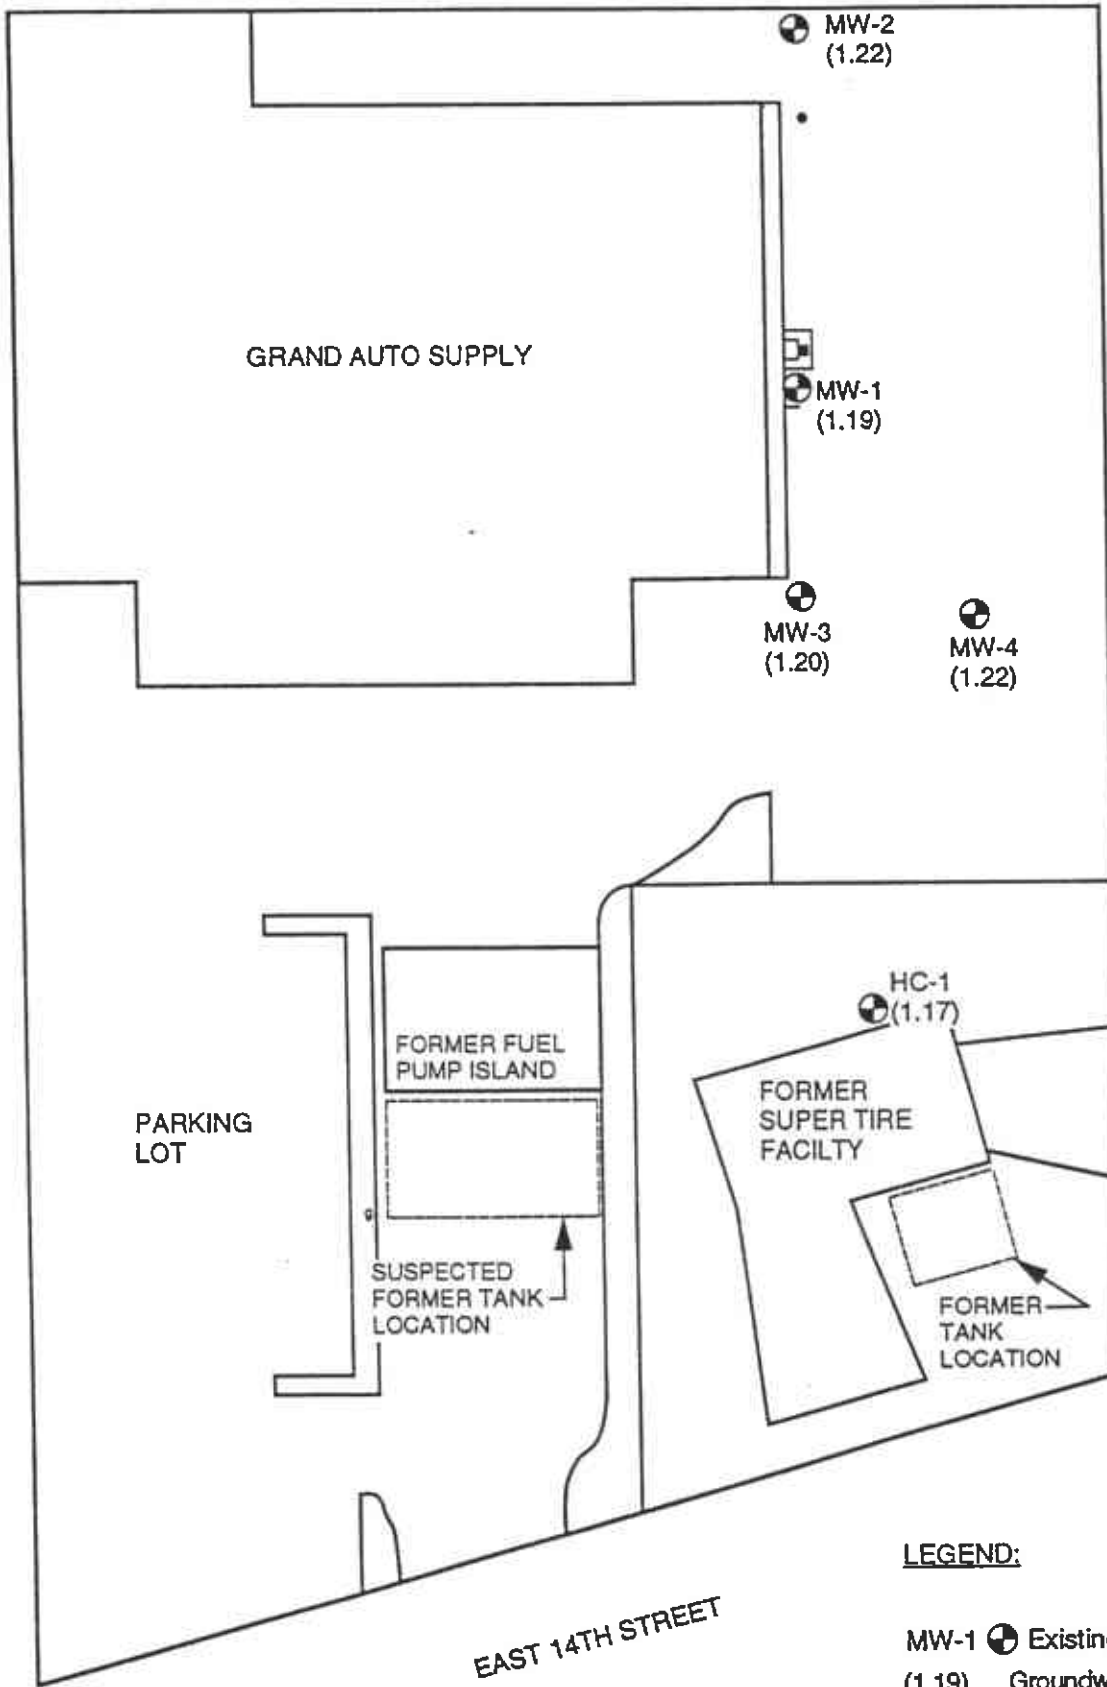 MW-2
(1.22)
GRAND AUTO SUPPLY
MW-1
(1.19)
MW-3
(1.20)
MW-4
(1.22)
HC-1
(1.17)
FORMER FUEL
PUMP ISLAND
FORMER
SUPER TIRE
FACILTY
PARKING
LOT
SUSPECTED
FORMER TANK
LOCATION
FORMER
TANK
LOCATION
EAST 14TH STREET
LEGEND:
MW-1 Existing
(1.19) Groundw